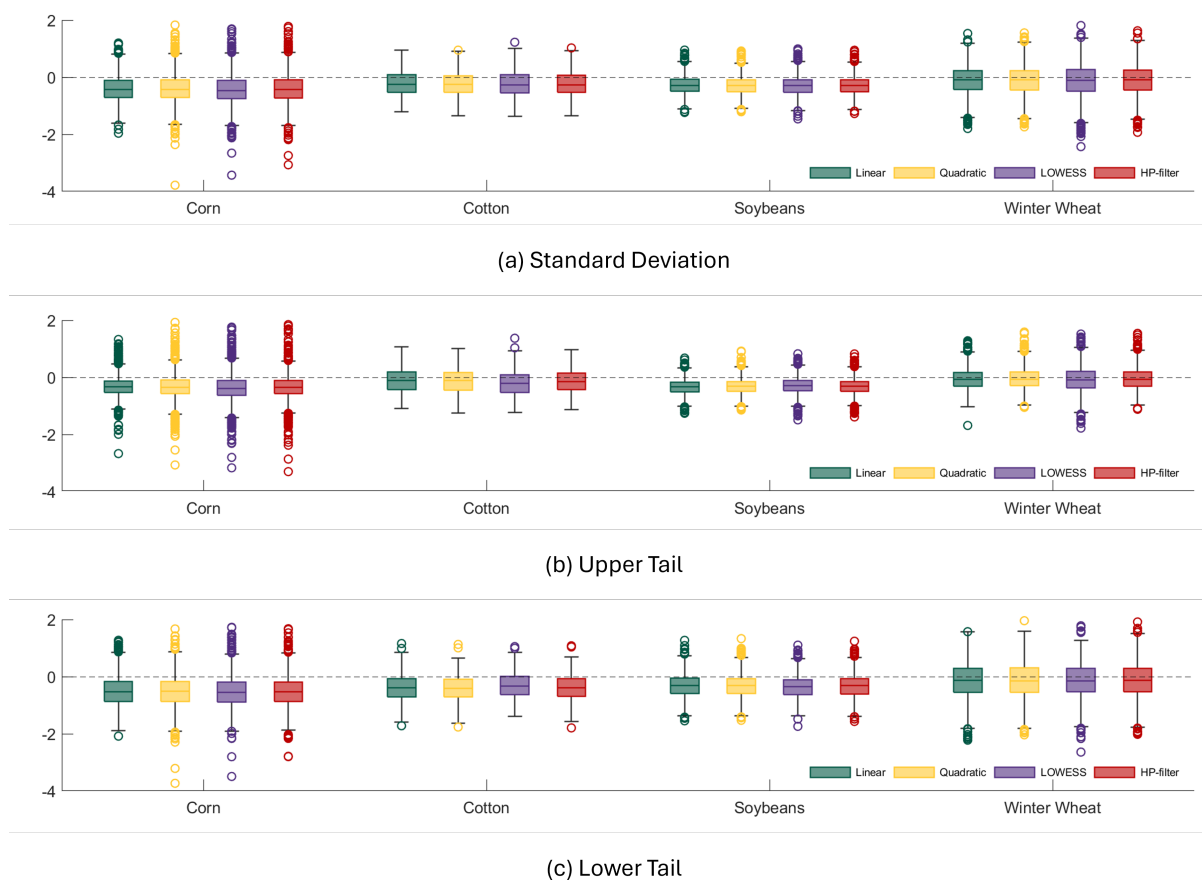 2
0
-2
-4
Linear Quadratic LOWESS HP-filter
Corn Cotton Soybeans Winter Wheat
(a) Standard Deviation
2
0
-2
-4
Linear Quadratic LOWESS HP-filter
Corn Cotton Soybeans Winter Wheat
(b) Upper Tail
2
0
-2
-4
Linear Quadratic LOWESS HP-filter
Corn Cotton Soybeans Winter Wheat
(c) Lower Tail